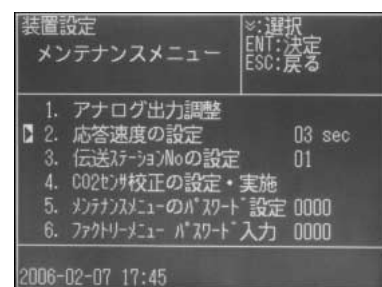 装置設定
メンテナンスメニュー
≫:選択
ENT:決定
ESC:戻る
1. アナログ出力調整
2. 応答速度の設定 03 sec
3. 伝送ｽﾃｰｼｮﾝNoの設定 01
4. CO2ｾﾝｻ校正の設定・実施
5. ﾒﾝﾃﾅﾝｽﾒﾆｭｰのﾊﾟｽﾜｰﾄﾞ設定 0000
6. ﾌｧｸﾄﾘｰﾒﾆｭｰ ﾊﾟｽﾜｰﾄﾞ入力 0000
2006-02-07 17:45